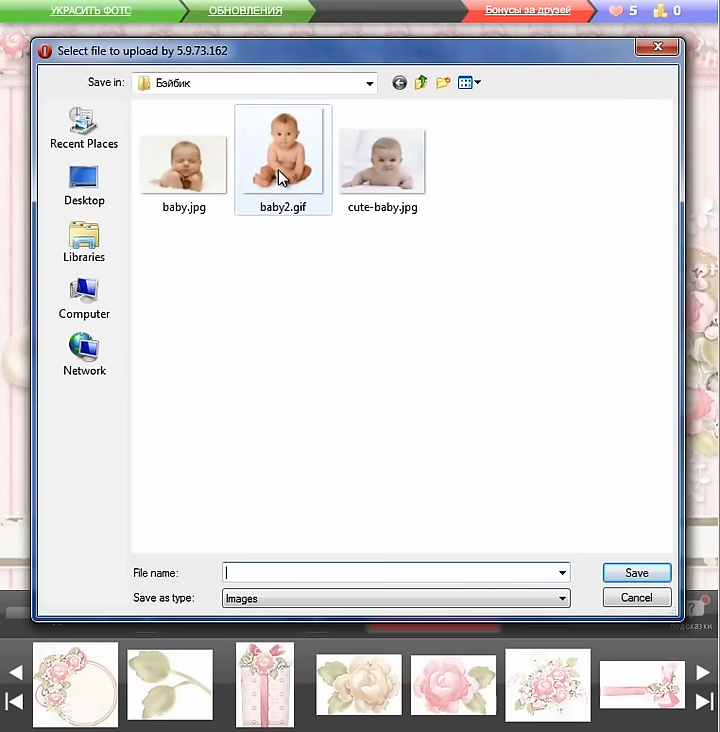 УКРАСИТЬ ФОТО ОБНОВЛЕНИЯ Бонусы за друзей 5 0
Select file to upload by 5.9.73.162
Save in: Бэйбик
Recent Places
Desktop
Libraries
Computer
Network
baby.jpg baby2.gif cute-baby.jpg
File name: Save
Save as type: Images Cancel
подсказки